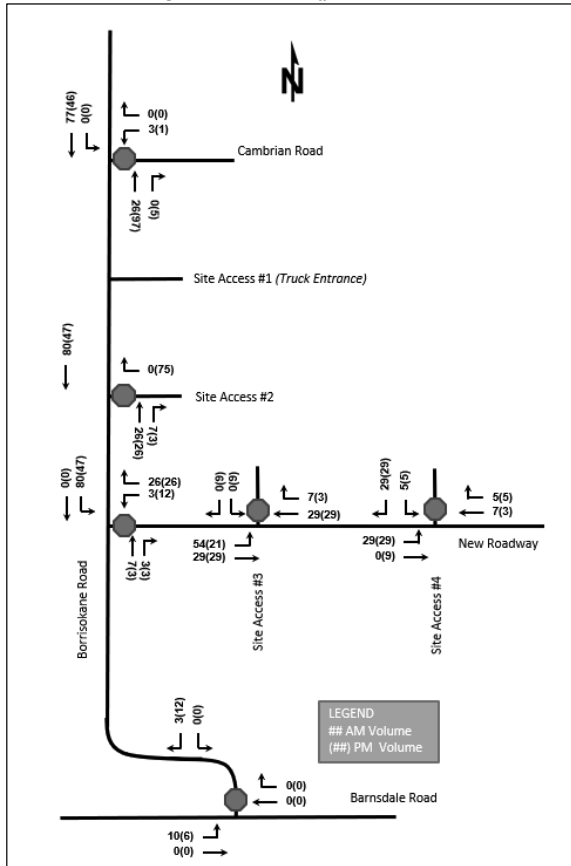 N
77(46)
0(0)
0(0)
3(1)
Cambrian Road
26(97)
0(5)
Site Access #1 (Truck Entrance)
80(47)
0(75)
Site Access #2
26(26)
7(3)
0(0)
80(47)
26(26)
3(12)
7(3)
3(3)
0(9)
0(9)
7(3)
29(29)
54(21)
29(29)
29(29)
5(5)
5(5)
7(3)
29(29)
0(9)
New Roadway
Borrisokane Road
Site Access #3
Site Access #4
3(12)
0(0)
LEGEND
## AM Volume
(##) PM Volume
0(0)
0(0)
Barnsdale Road
10(6)
0(0)